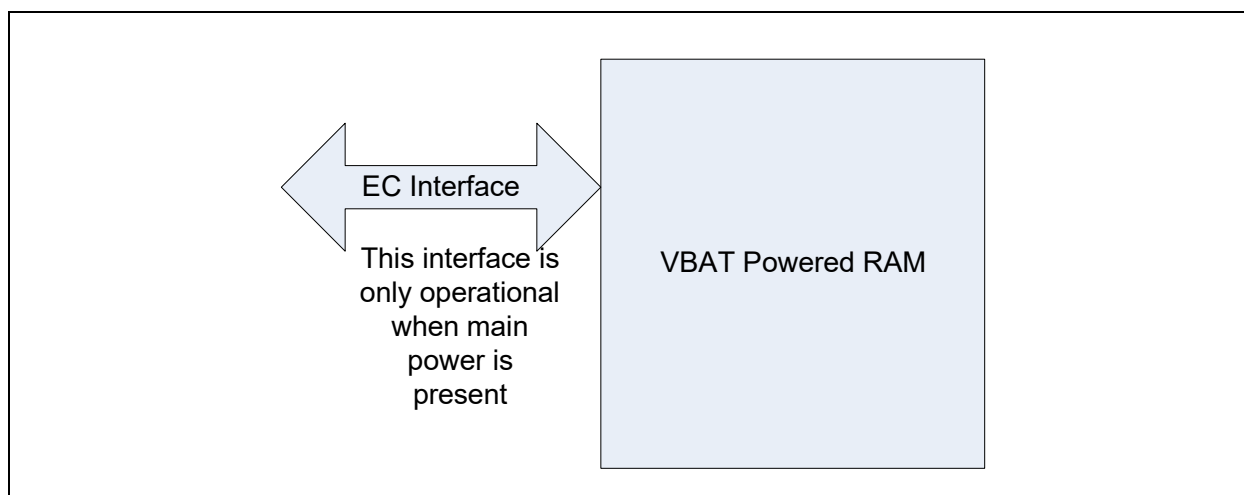 EC Interface
This interface is
only operational
when main
power is
present
VBAT Powered RAM